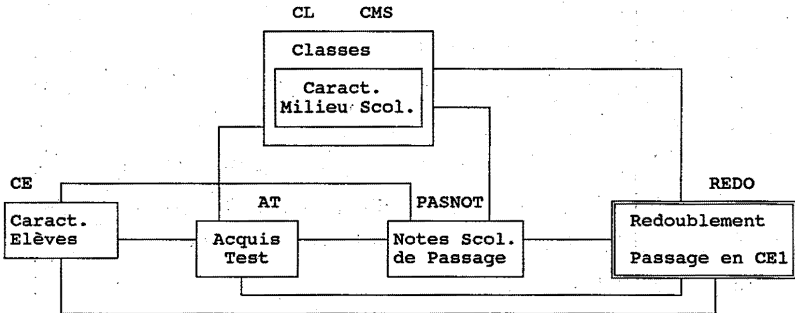 CL CMS
Classes
Caract.
Milieu Scol.
CE
AT
PASNOT
REDO
Caract.
Elèves
Acquis
Test
Notes Scol.
de Passage
Redoublement
Passage en CE1